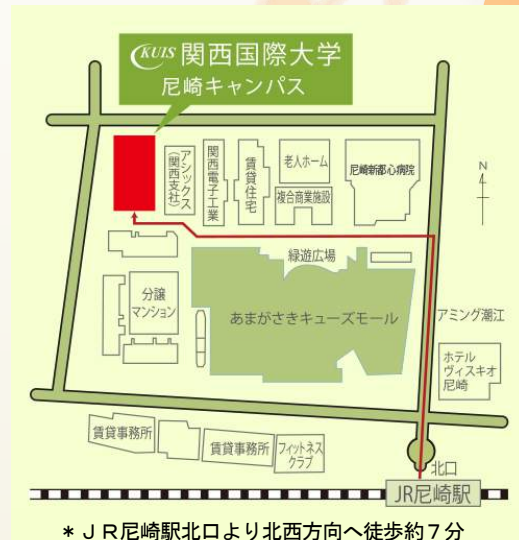 KUIS 関西国際大学
尼崎キャンパス
アシックス
(関西支社)
関西電子工業
賃貸住宅
老人ホーム
複合商業施設
尼崎新都心病院
N
4
緑遊広場
分譲
マンション
あまがさきキューズモール
アミング潮江
ホテル
ヴィスキオ
尼崎
賃貸事務所
賃貸事務所
フィットネス
クラブ
北口
JR尼崎駅
*JR尼崎駅北口より北西方向へ徒歩約7分